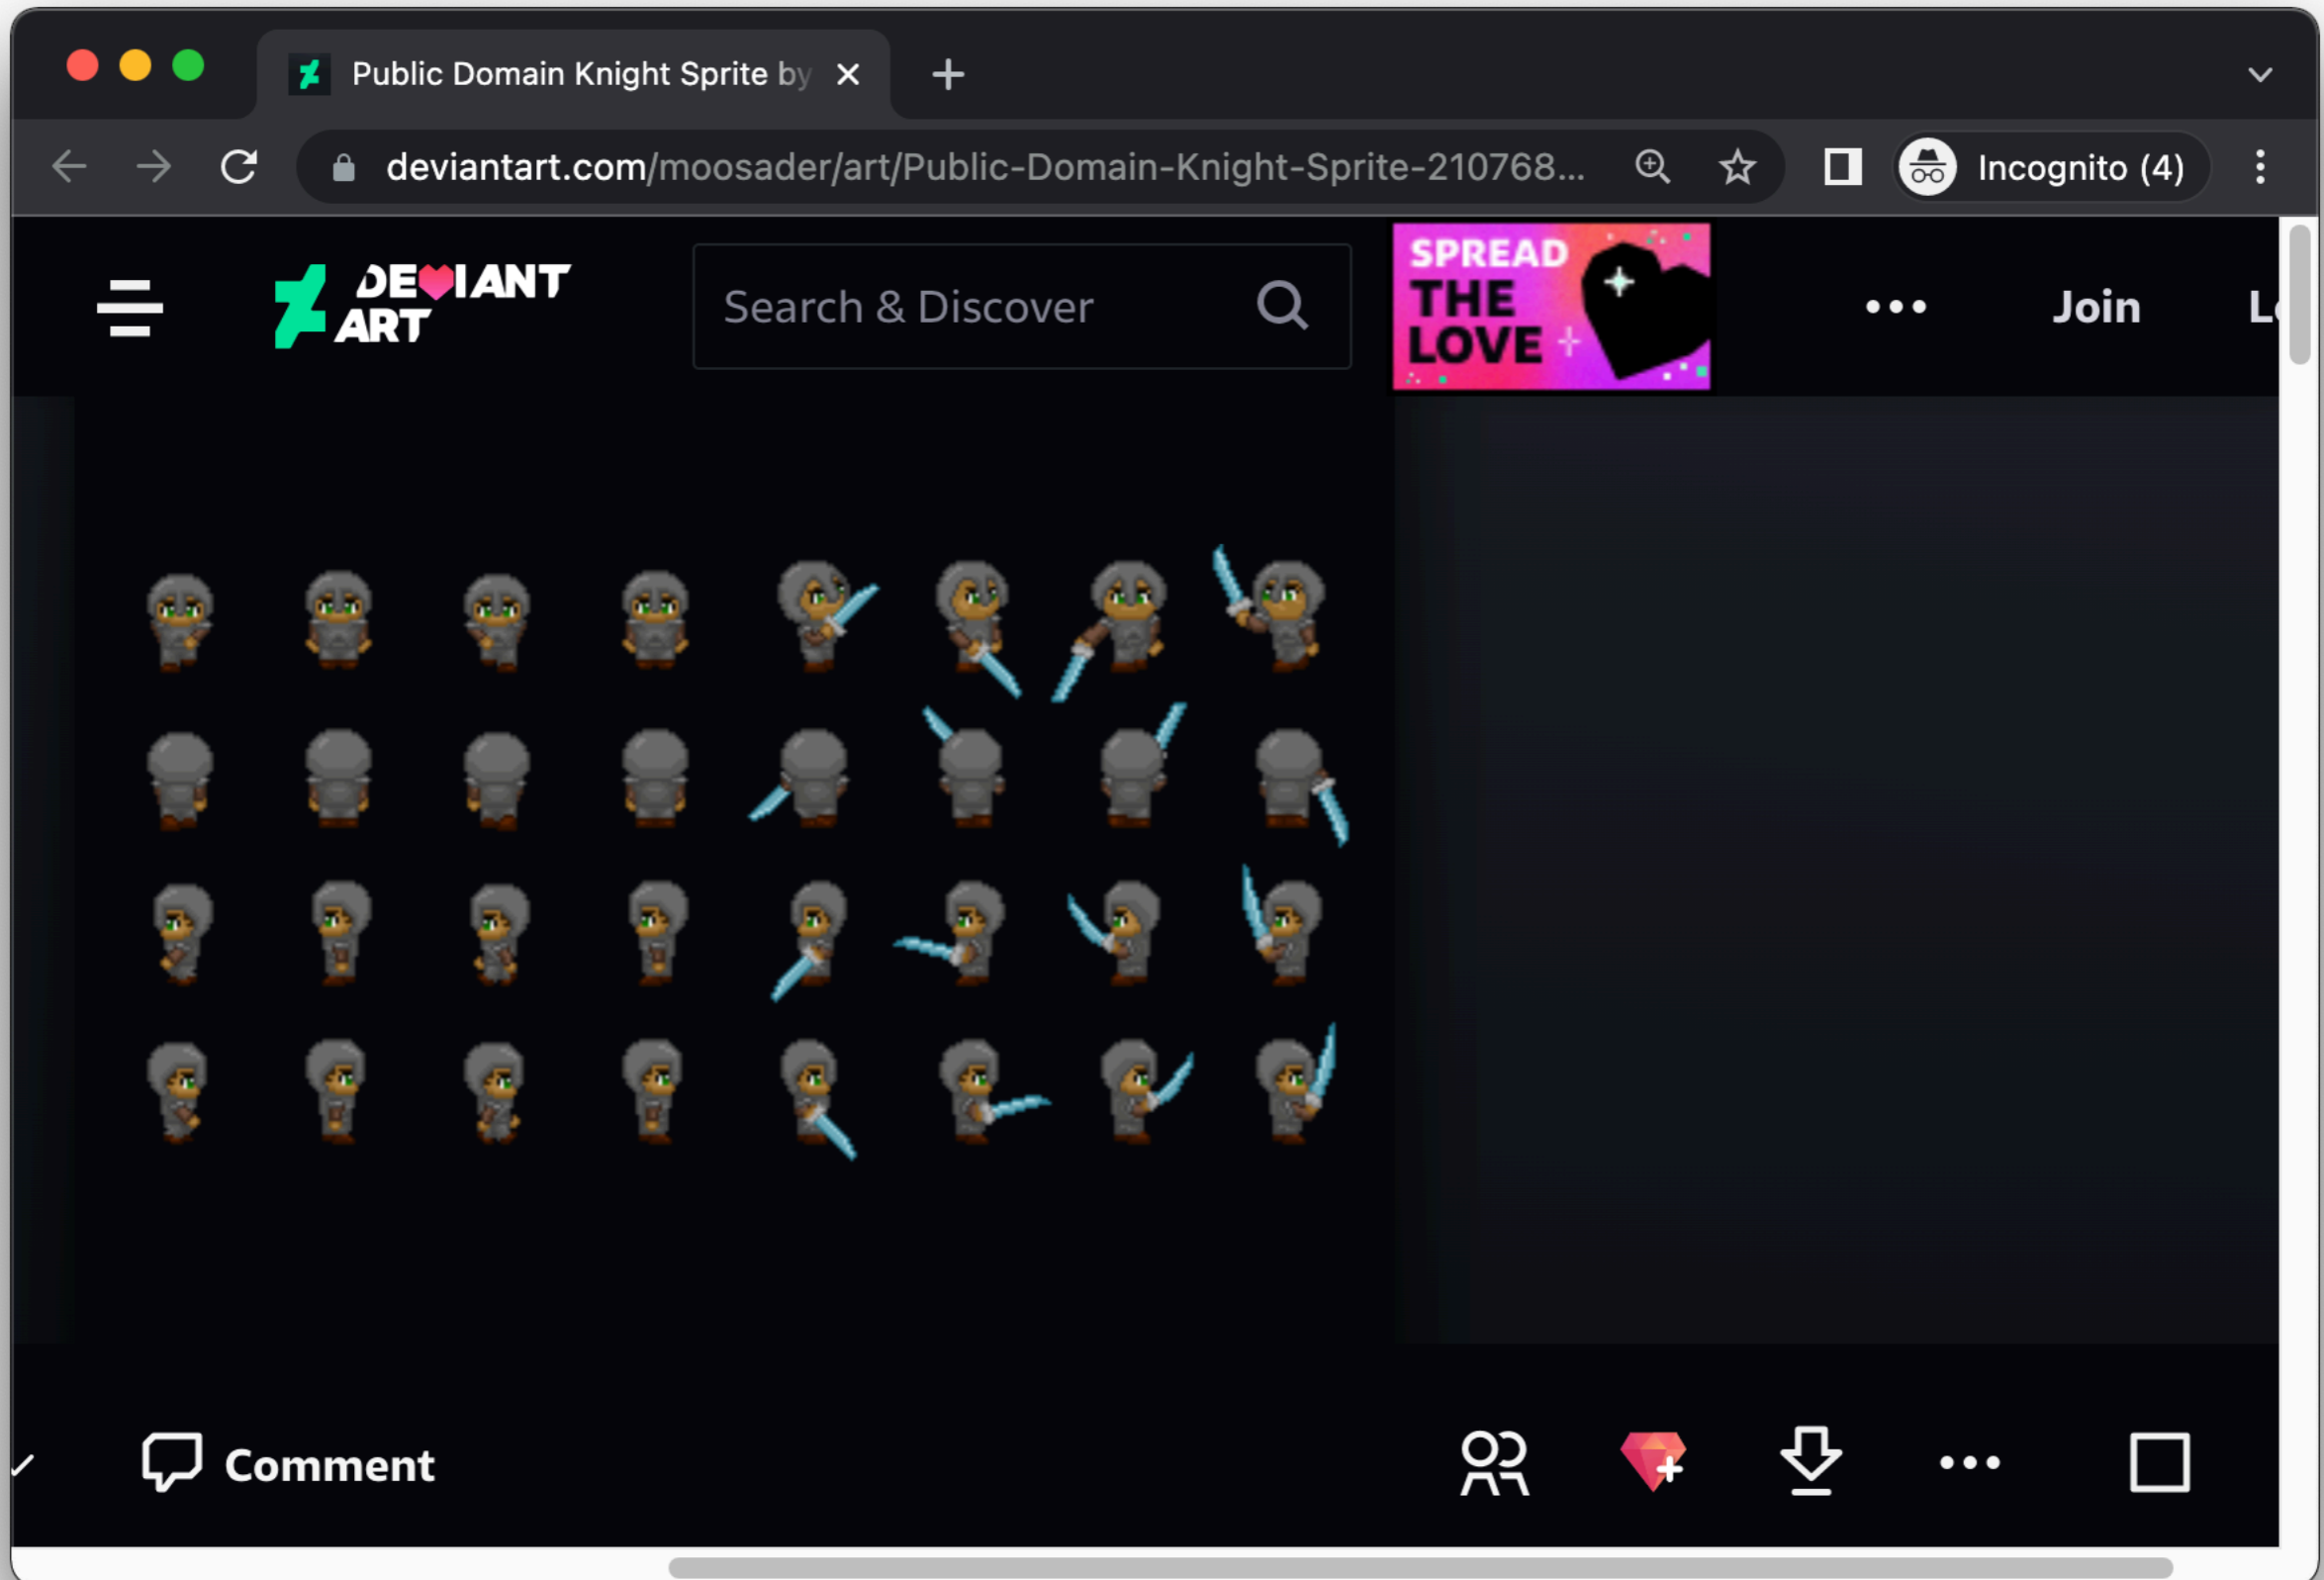 Public Domain Knight Sprite by
deviantart.com/moosader/art/Public-Domain-Knight-Sprite-210768...
Incognito (4)
DEVIANT
ART
Search & Discover
SPREAD
THE
LOVE
Join
Comment